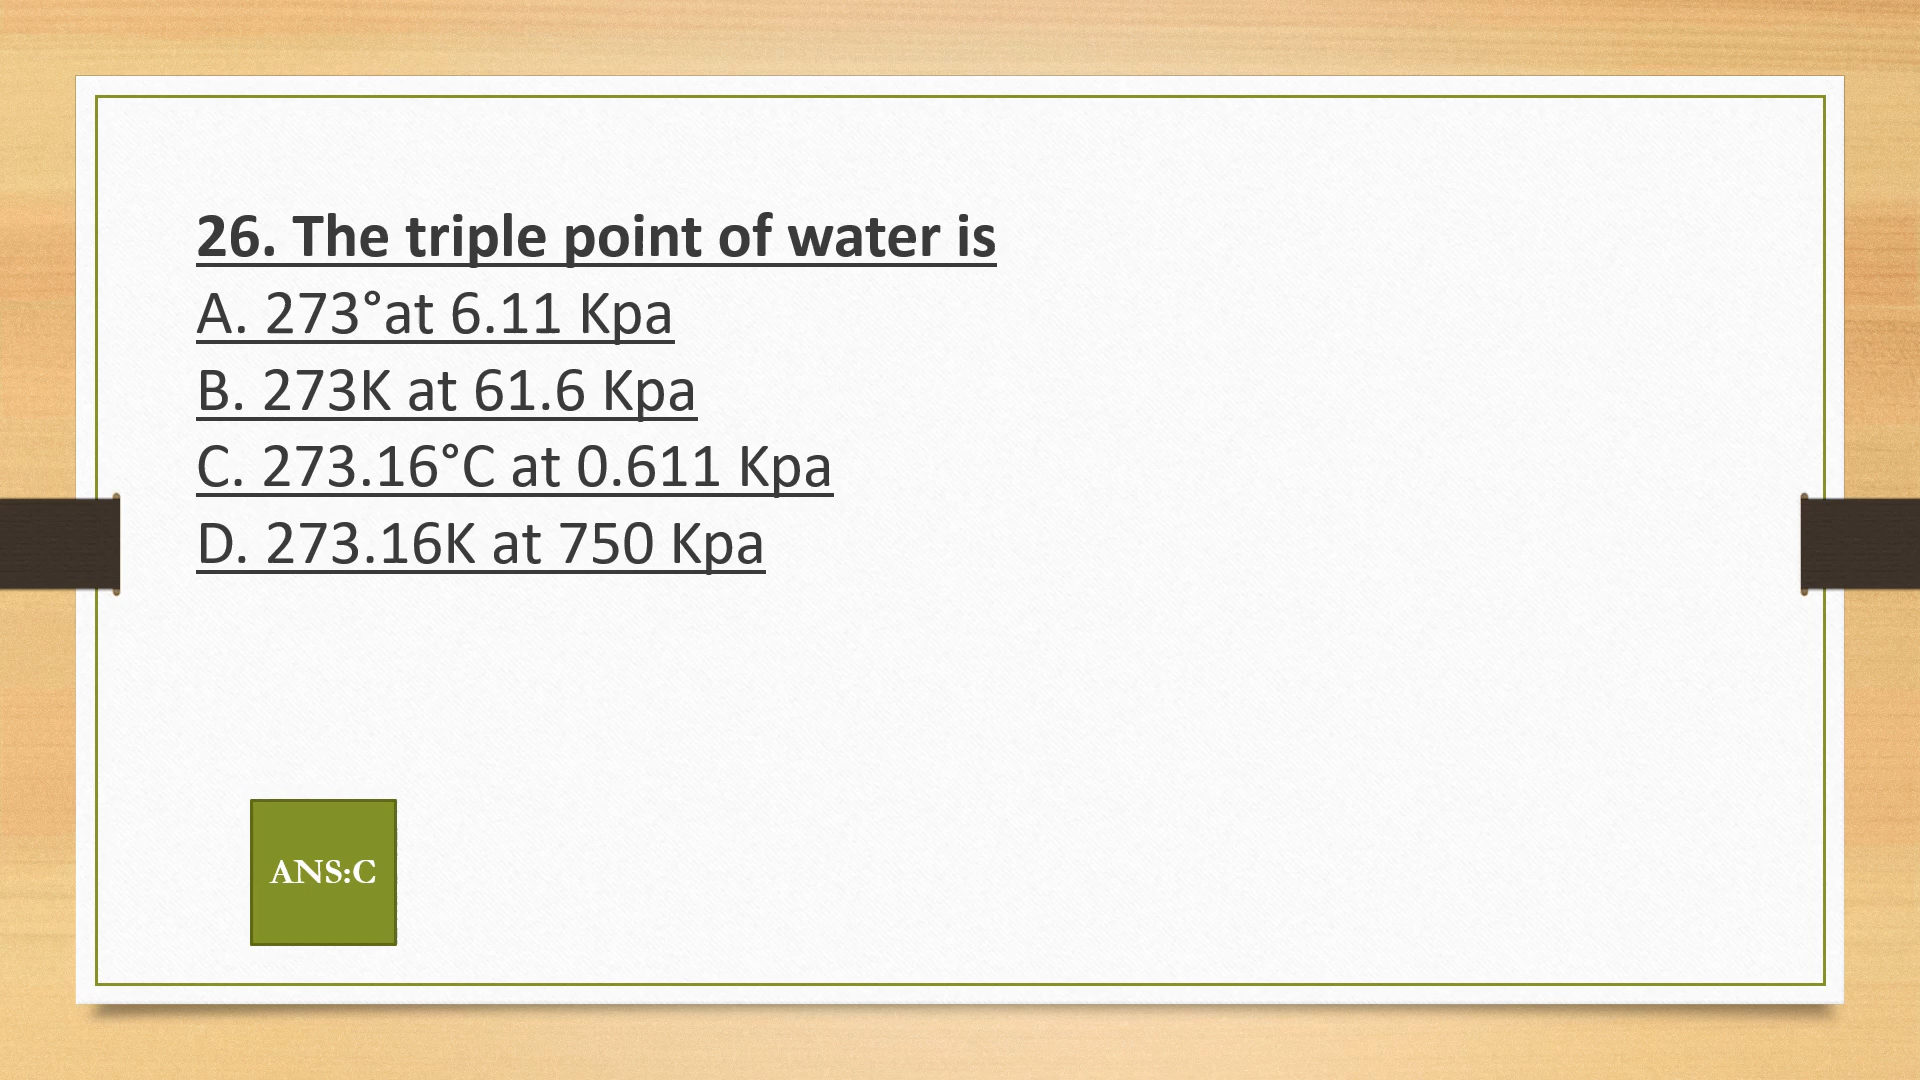 26. The triple point of water is
A. 273°at 6.11 Kpa
B. 273K at 61.6 Kpa
C. 273.16°C at 0.611 Kpa
D. 273.16K at 750 Kpa
ANS:C